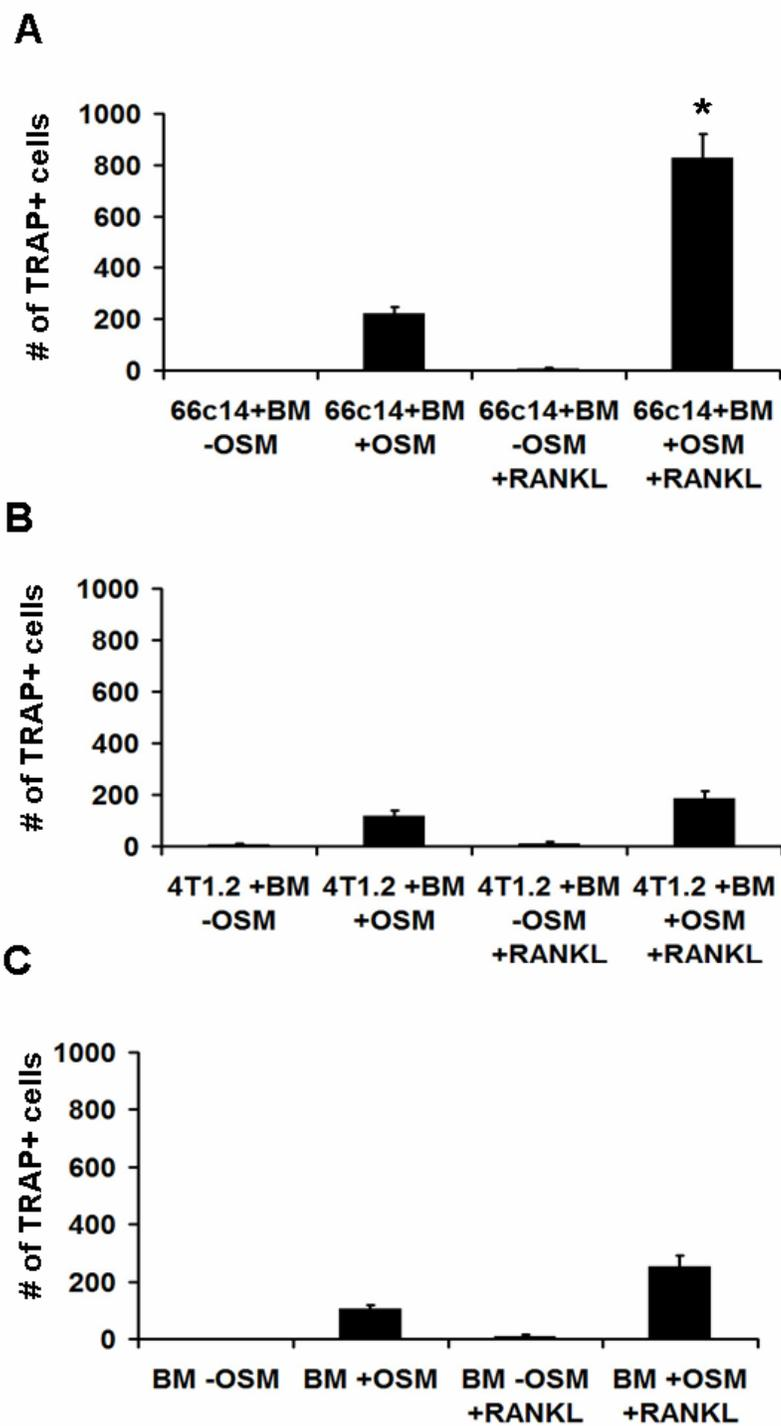 A
*
# of TRAP+ cells
1000
800
600
400
200
0
66c14+BM 66c14+BM 66c14+BM 66c14+BM
-OSM +OSM -OSM +OSM
+RANKL +RANKL
B
# of TRAP+ cells
1000
800
600
400
200
0
4T1.2 +BM 4T1.2 +BM 4T1.2 +BM 4T1.2 +BM
-OSM +OSM -OSM +OSM
+RANKL +RANKL
C
# of TRAP+ cells
1000
800
600
400
200
0
BM -OSM BM +OSM BM -OSM BM +OSM
+RANKL +RANKL